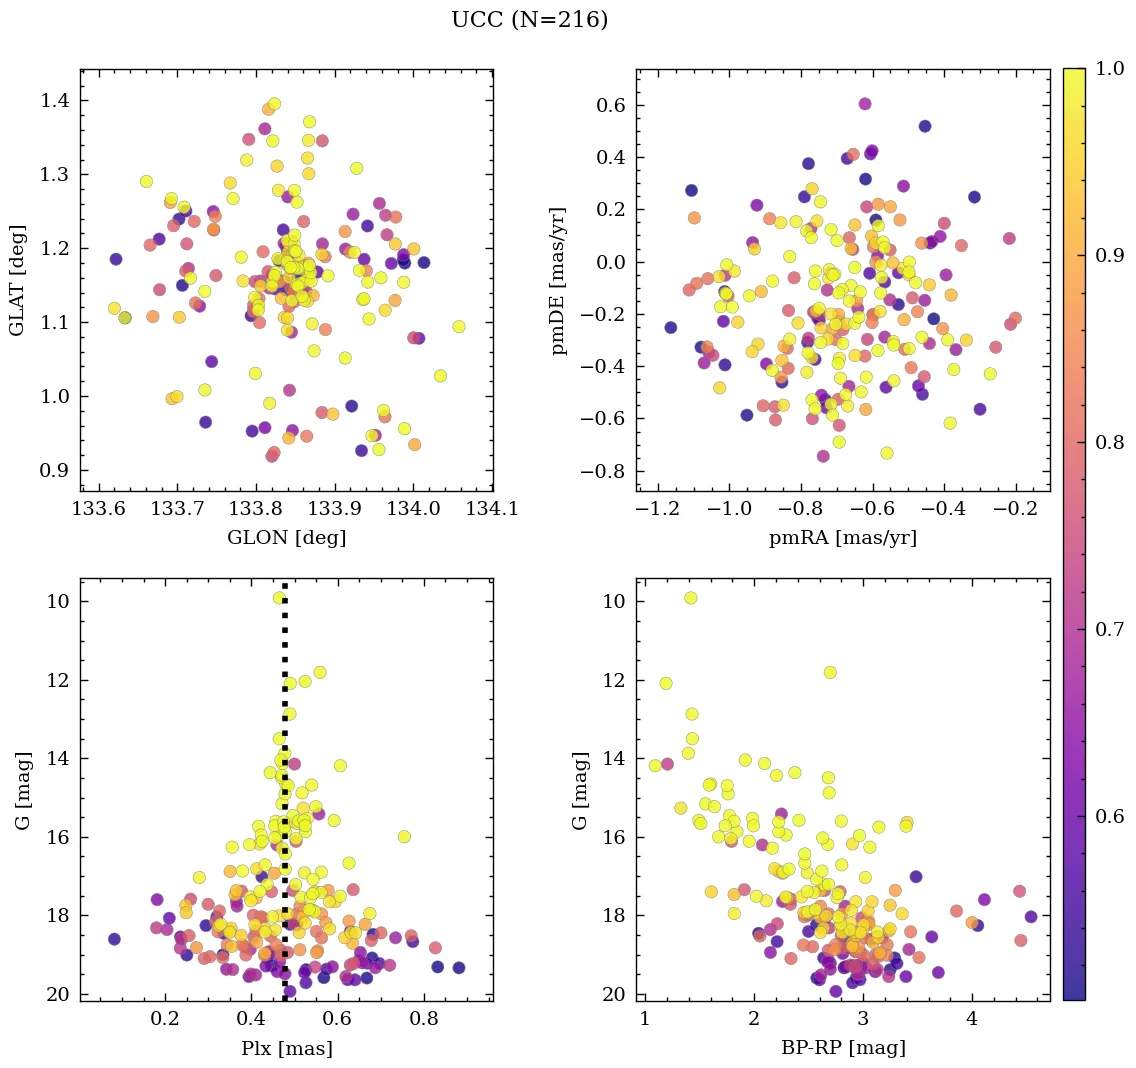 UCC (N=216)
1.4
1.3
1.2
1.1
1.0
0.9
GLAT [deg]
133.6 133.7 133.8 133.9 134.0 134.1
GLON [deg]
0.6
0.4
0.2
0.0
−0.2
−0.4
−0.6
−0.8
pmDE [mas/yr]
−1.2 −1.0 −0.8 −0.6 −0.4 −0.2
pmRA [mas/yr]
1.0
0.9
0.8
0.7
0.6
10
12
14
16
18
20
G [mag]
0.2 0.4 0.6 0.8
Plx [mas]
10
12
14
16
18
20
G [mag]
1 2 3 4
BP-RP [mag]